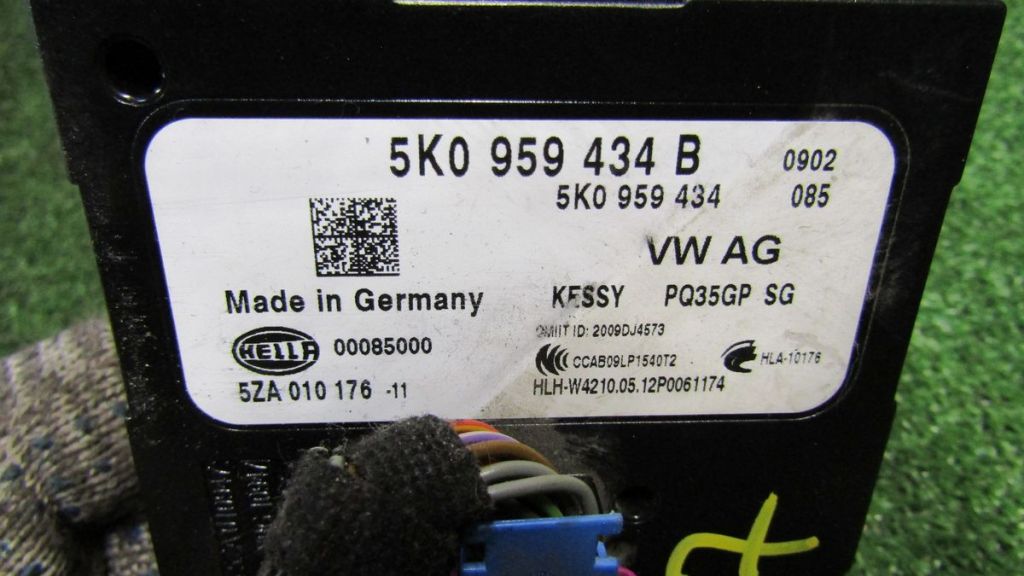 5K0 959 434 B 0902
5K0 959 434 085
VW AG
Made in Germany KESSY PQ35GP SG
CMIIT ID: 2009DJ4573
HELLA 00085000 CCAB09LP1540T2 HLA-10176
5ZA 010 176 -11 HLH-W4210.05.12P0061174